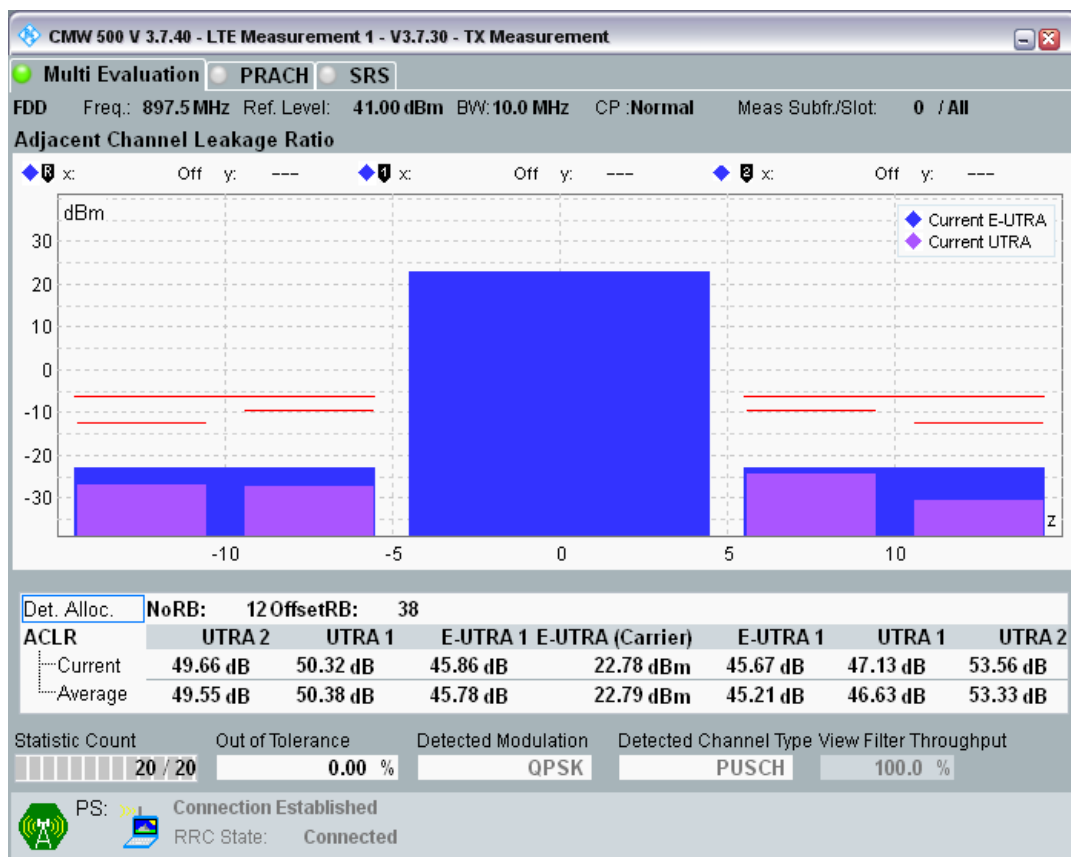 CMW 500 V 3.7.40 - LTE Measurement 1 - V3.7.30 - TX Measurement
Multi Evaluation PRACH SRS
FDD Freq.: 897.5 MHz Ref. Level: 41.00 dBm BW: 10.0 MHz CP :Normal Meas Subfr./Slot: 0 / All
Adjacent Channel Leakage Ratio
R x: Off y: --- 1 x: Off y: --- 2 x: Off y: ---
dBm
Current E-UTRA
Current UTRA
30
20
10
0
-10
-20
-30
z
-10 -5 0 5 10
Det. Alloc. NoRB: 12 OffsetRB: 38
ACLR UTRA 2 UTRA 1 E-UTRA 1 E-UTRA (Carrier) E-UTRA 1 UTRA 1 UTRA 2
Current 49.66 dB 50.32 dB 45.86 dB 22.78 dBm 45.67 dB 47.13 dB 53.56 dB
Average 49.55 dB 50.38 dB 45.78 dB 22.79 dBm 45.21 dB 46.63 dB 53.33 dB
Statistic Count Out of Tolerance Detected Modulation Detected Channel Type View Filter Throughput
20 / 20 0.00 % QPSK PUSCH 100.0 %
PS: Connection Established
RRC State: Connected